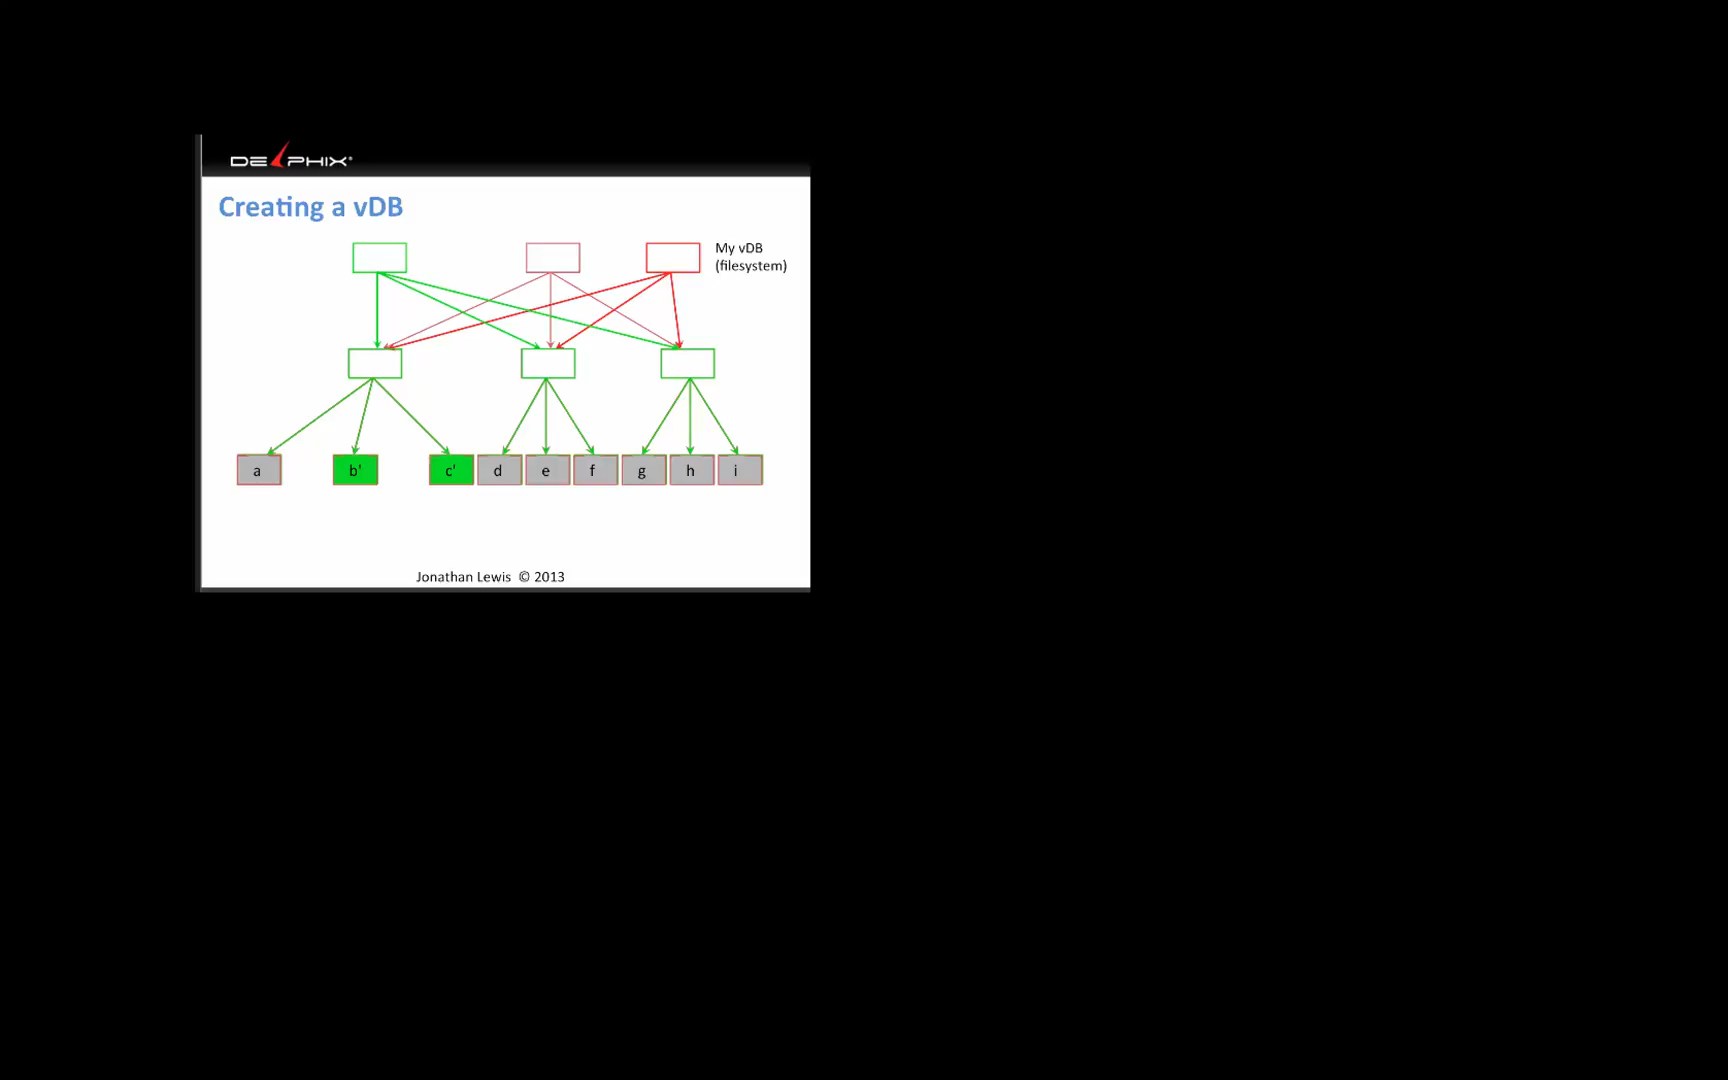 DELPHIX®
Creating a vDB
My vDB
(filesystem)
a b' c' d e f g h i
Jonathan Lewis © 2013